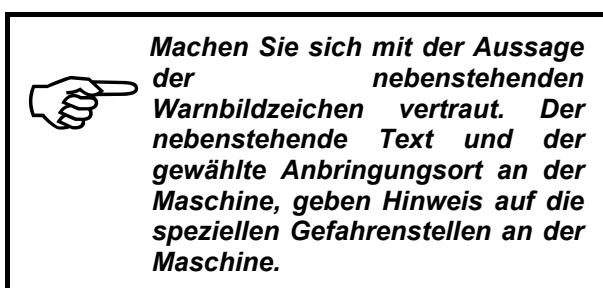 Machen Sie sich mit der Aussage
der nebenstehenden
Warnbildzeichen vertraut. Der
nebenstehende Text und der
gewählte Anbringungsort an der
Maschine, geben Hinweis auf die
speziellen Gefahrenstellen an der
Maschine.